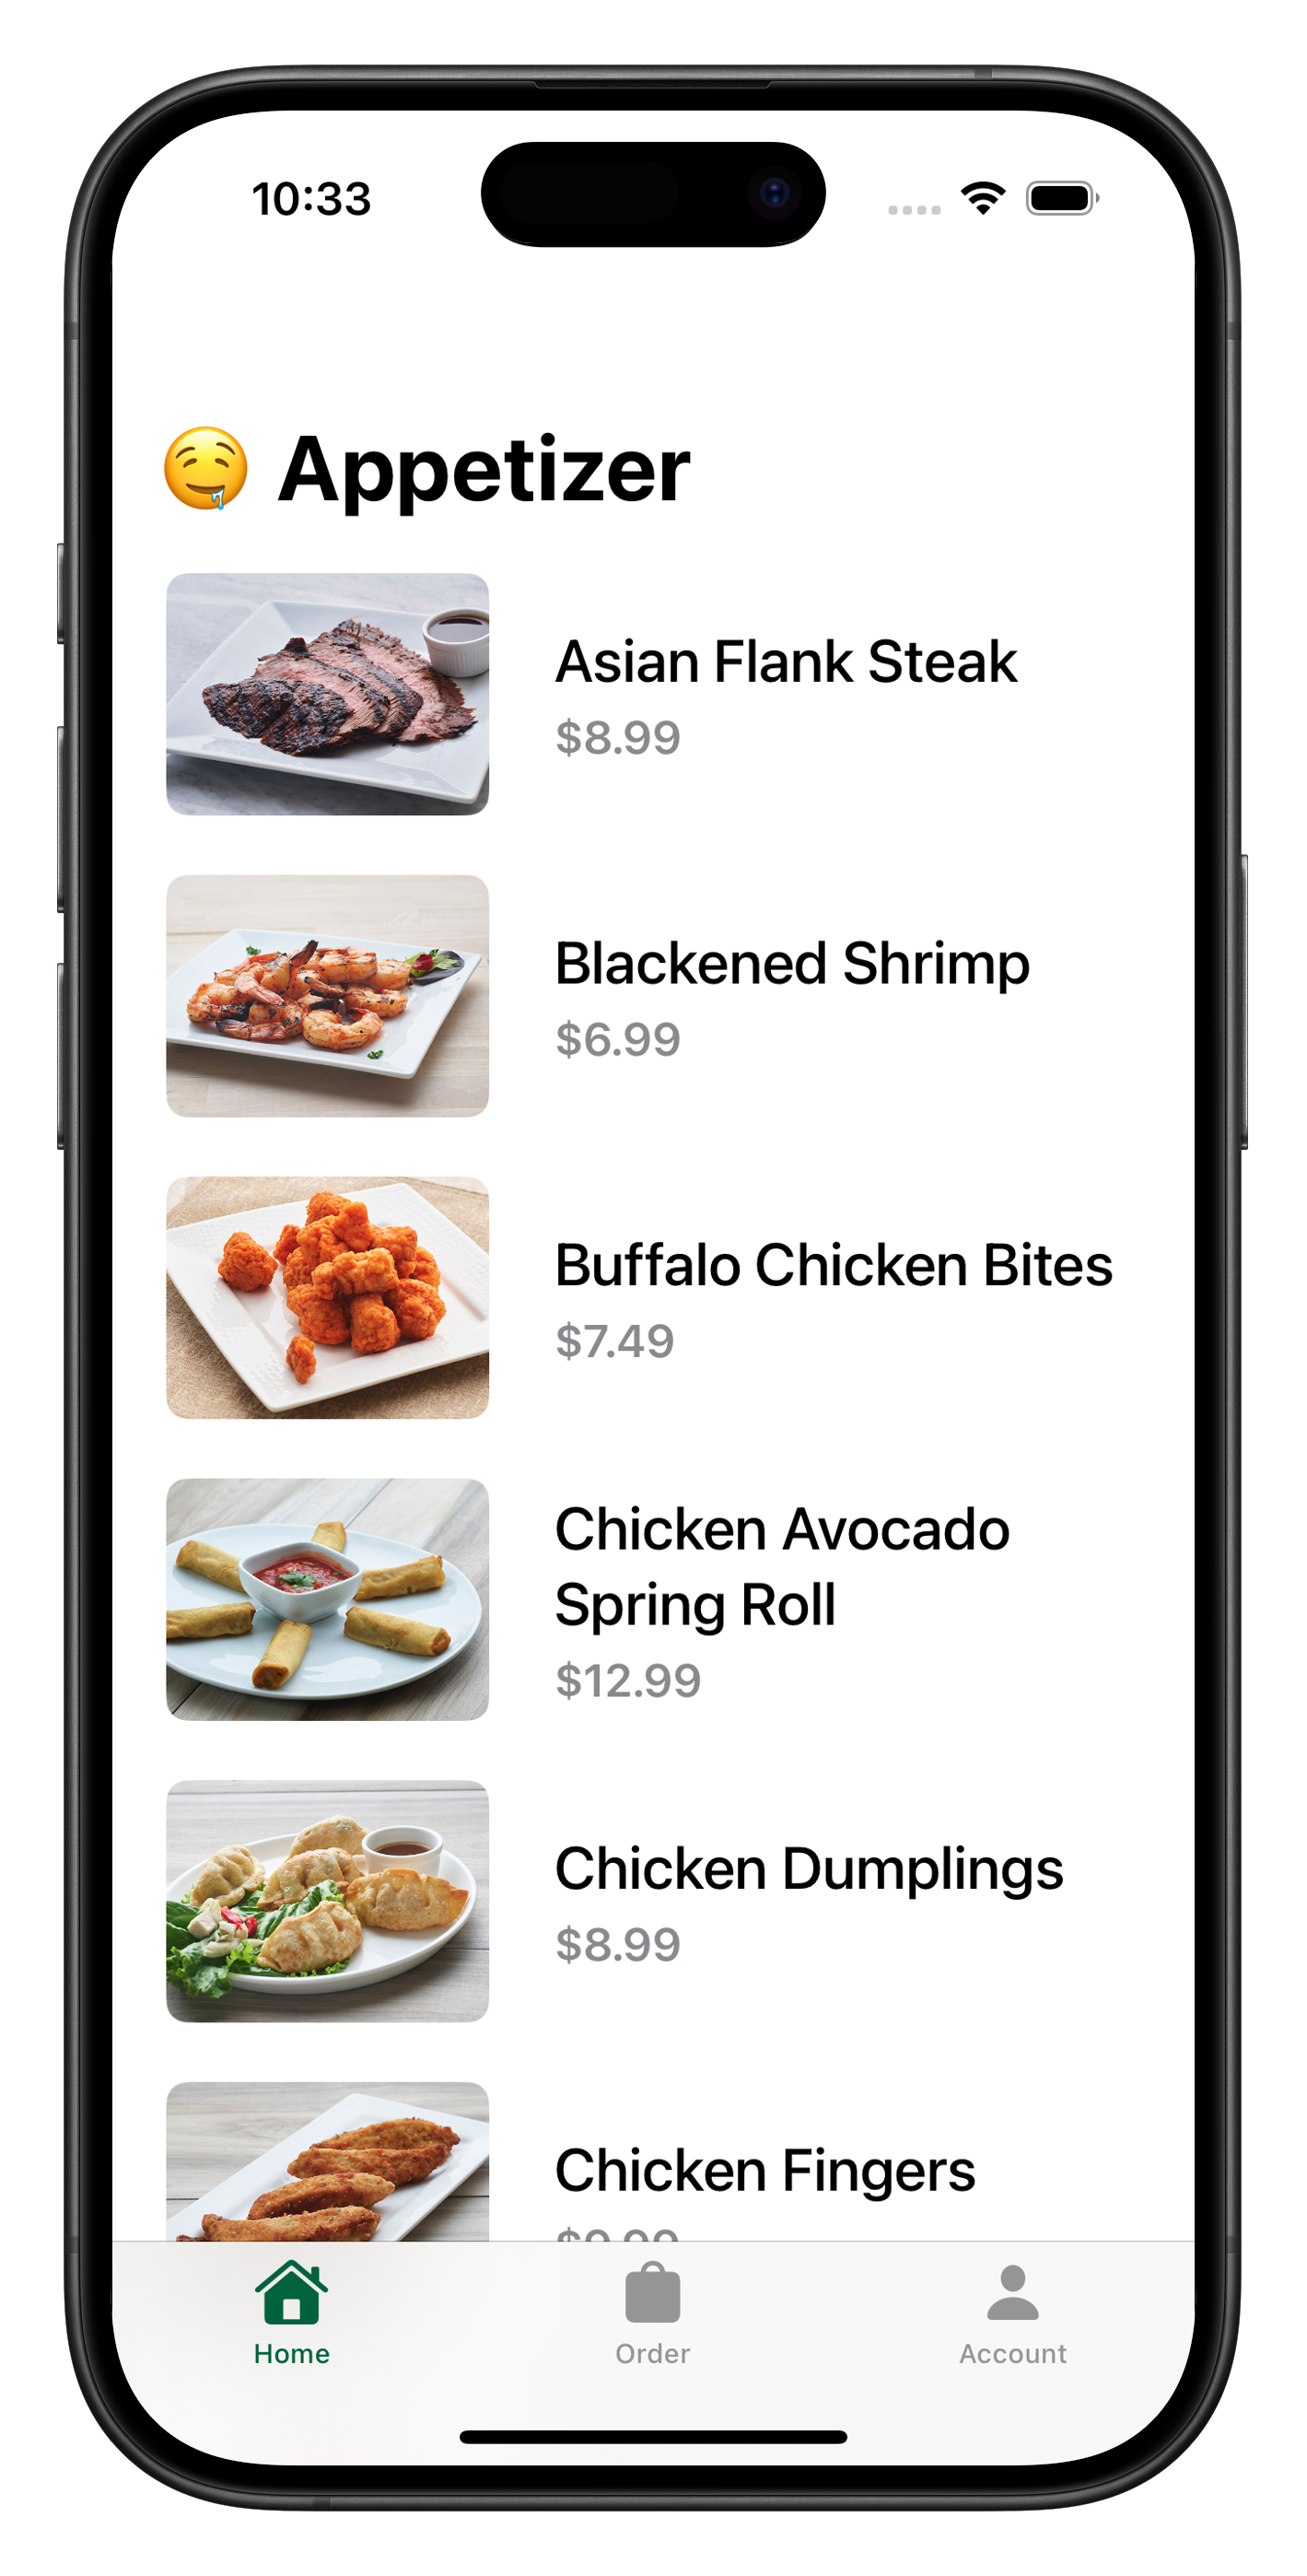 10:33
🤤 Appetizer
Asian Flank Steak
$8.99
Blackened Shrimp
$6.99
Buffalo Chicken Bites
$7.49
Chicken Avocado
Spring Roll
$12.99
Chicken Dumplings
$8.99
Chicken Fingers
Home
Order
Account